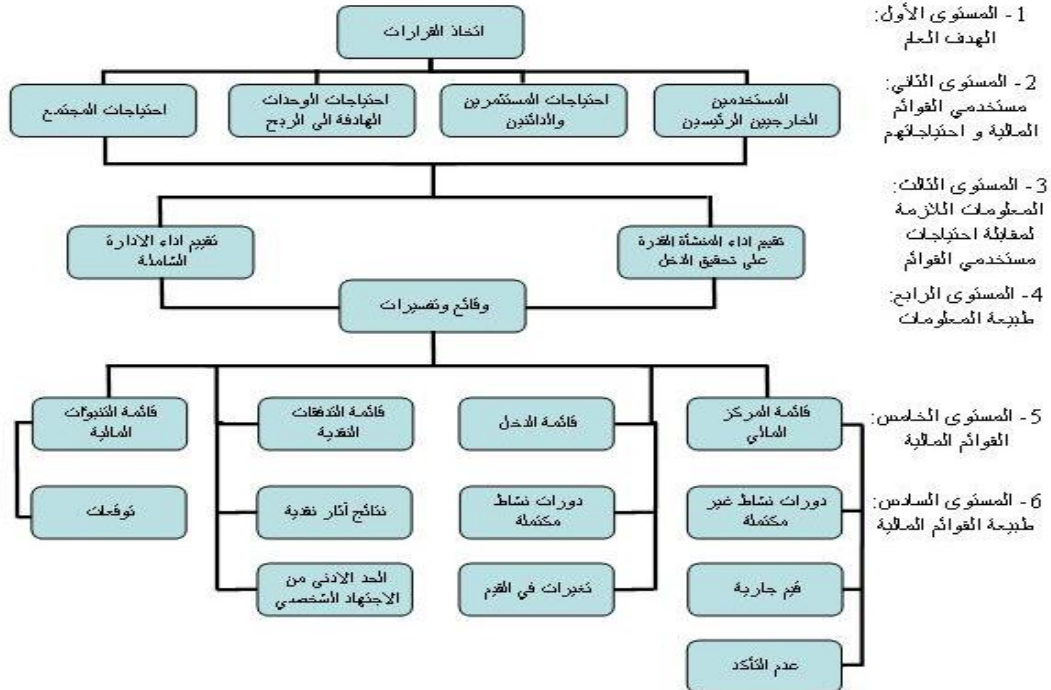 1- المستوى الأول:
الهدف العام
اتخاذ القرارات
2- المستوى الثاني:
مستخدمي القوائم
المالية و احتياجاتهم
المستخدمين
الخارجيين الرئيسين
احتياجات المستثمرين
والدائنين
احتياجات الوحدات
الهادفة الى الربح
احتياجات المجتمع
3- المستوى الثالث:
المعلومات اللازمة
لمقابلة احتياجات
مستخدمي القوائم
تقييم اداء المنشأة القدرة
على تحقيق الدخل
تقييم اداء الادارة
الشاملة
4- المستوى الرابع:
طبيعة المعلومات
وقائع وتفسيرات
5- المستوى الخامس:
القوائم المالية
قائمة المركز
المالي
قائمة الدخل
قائمة التدفقات
النقدية
قائمة التنبؤات
المالية
6- المستوى السادس:
طبيعة القوائم المالية
دورات نشاط غير
مكتملة
دورات نشاط
مكتملة
نتائج آثار نقدية
توقعات
قيم جارية
تغيرات في القيم
الحد الادنى من
الاجتهاد الشخصي
عدم التأكد